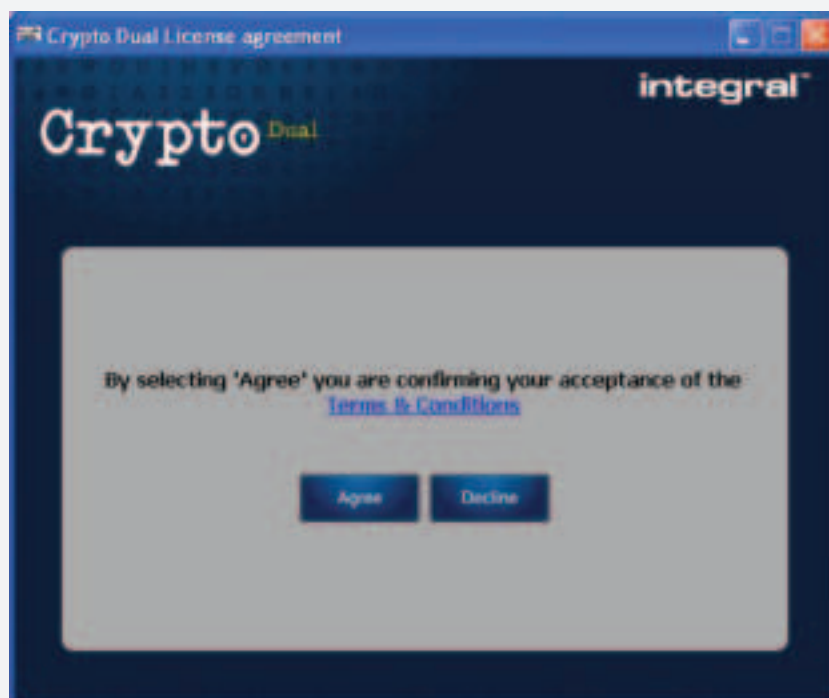 Crypto Dual License agreement
integral™
Crypto Dual
By selecting 'Agree' you are confirming your acceptance of the
Terms & Conditions
Agree Decline